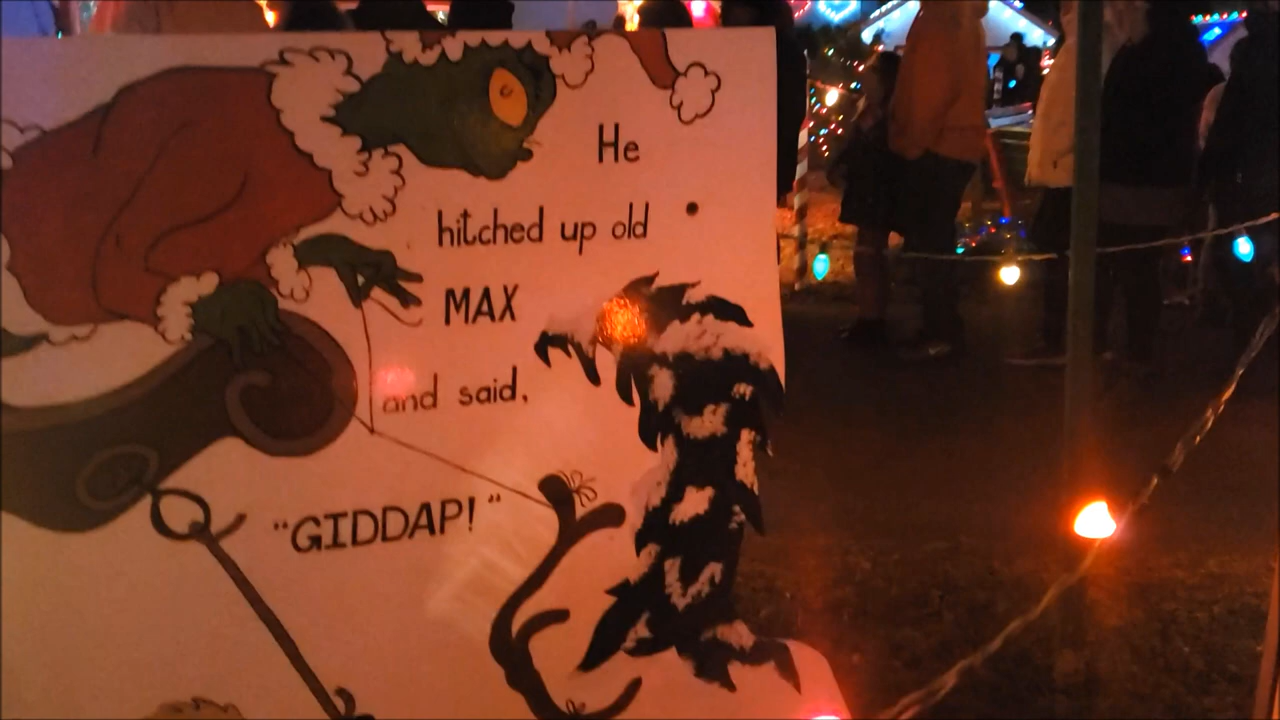 He
hitched up old
MAX
and said,
"GIDDAP!"